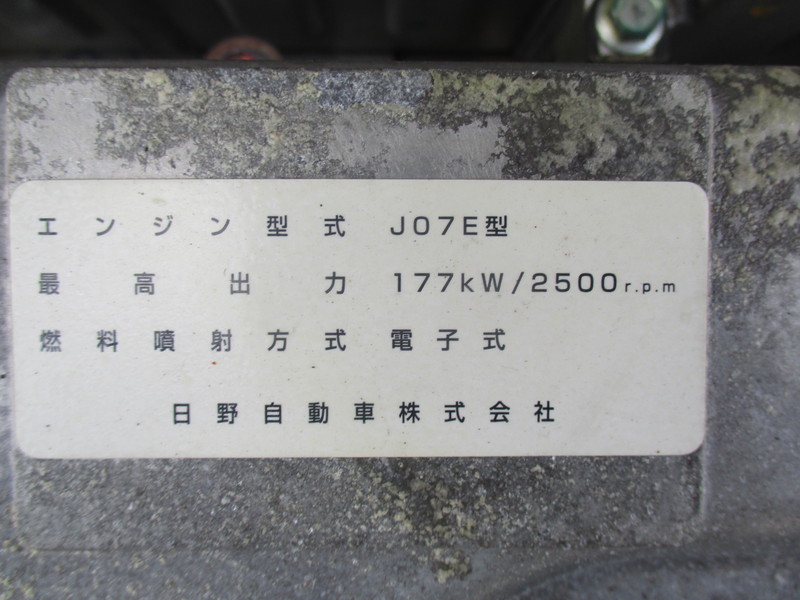 エンジン型式 J07E型
最高出力 177kW/2500r.p.m
燃料噴射方式 電子式
日野自動車株式会社